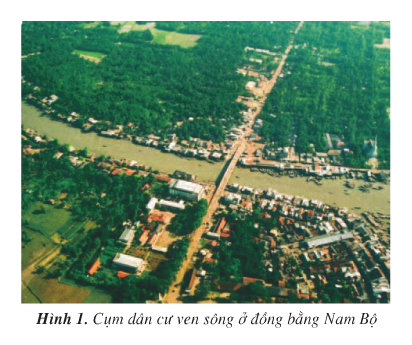 Hình 1. Cụm dân cư ven sông ở đồng bằng Nam Bộ